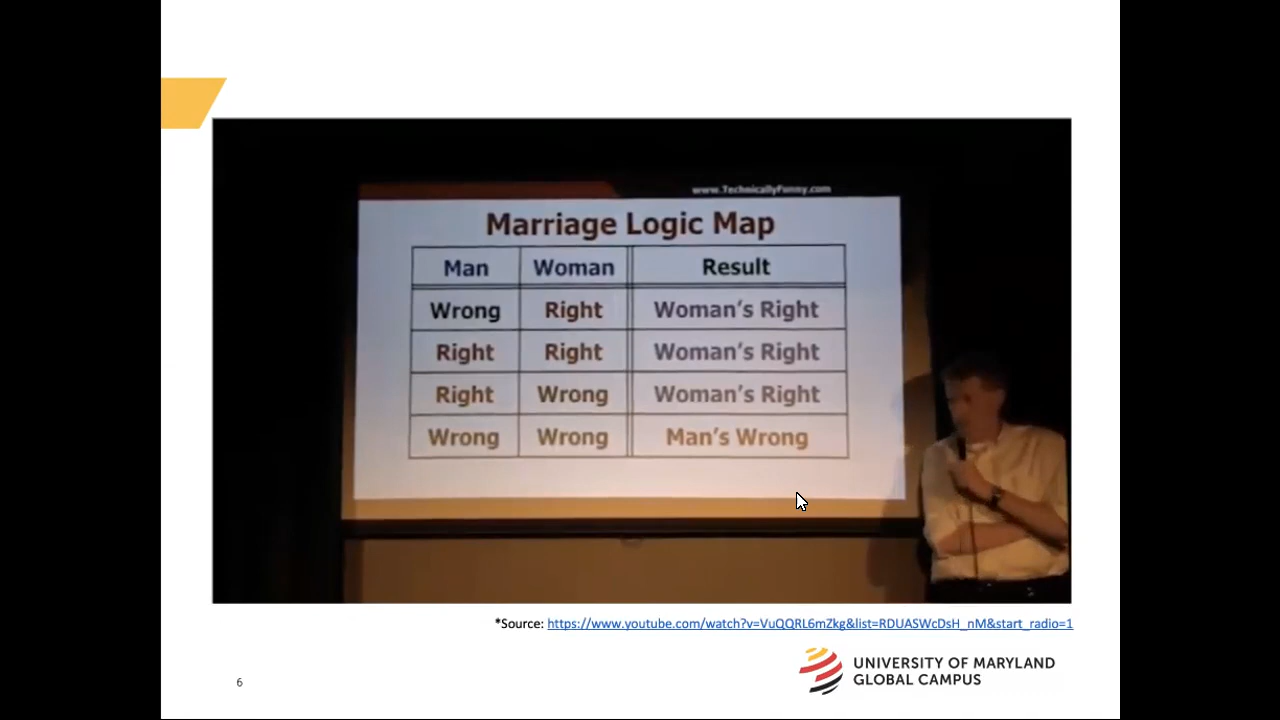 www.TechnicallyFunny.com
Marriage Logic Map
Man Woman Result
Wrong Right Woman's Right
Right Right Woman's Right
Right Wrong Woman's Right
Wrong Wrong Man's Wrong
*Source: https://www.youtube.com/watch?v=VuQQRL6mZkg&list=RDUASWcDsH_nM&start_radio=1
6
UNIVERSITY OF MARYLAND
GLOBAL CAMPUS